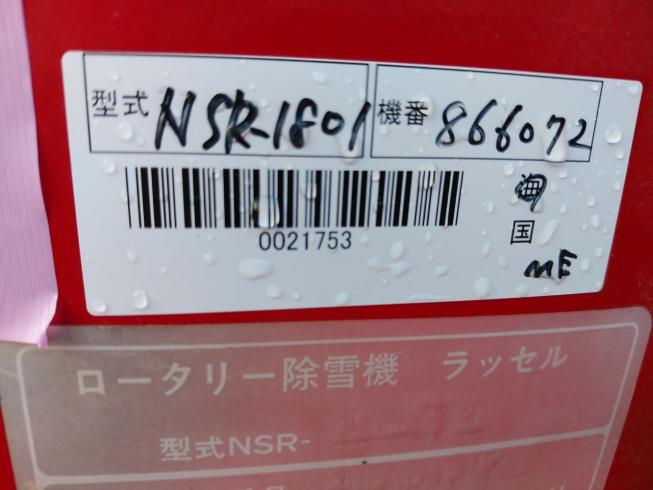 型式 NSR-1801 機番 866072
0021753
海
国
ME
ロータリー除雪機 ラッセル
型式NSR-